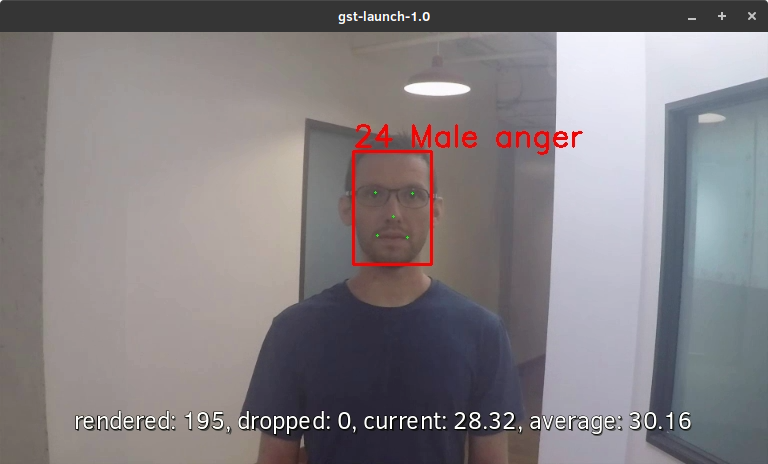 gst-launch-1.0
24 Male anger
rendered: 195, dropped: 0, current: 28.32, average: 30.16